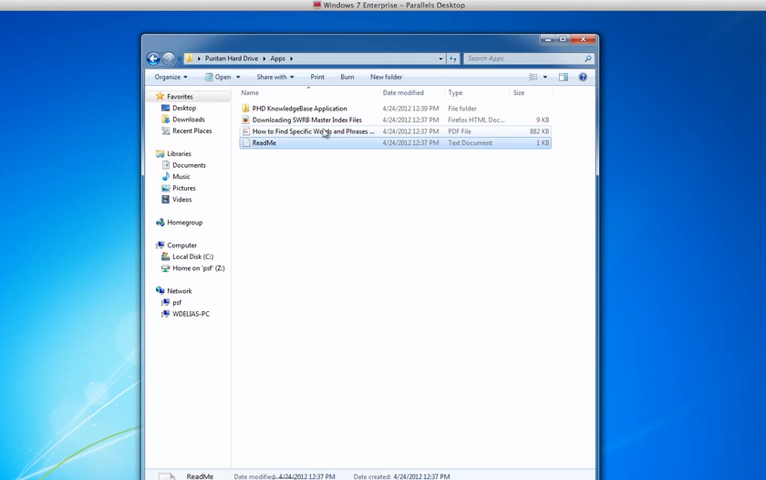 Windows 7 Enterprise - Parallels Desktop
Puritan Hard Drive Apps
Search Apps
Organize Open Share with Print Burn New folder
Name Date modified Type Size
PHD KnowledgeBase Application 4/24/2012 12:39 PM File folder
Downloading SWRB Master Index Files 4/24/2012 12:37 PM Firefox HTML Doc... 9 KB
How to Find Specific Words and Phrases ... 4/24/2012 12:37 PM PDF File 882 KB
ReadMe 4/24/2012 12:37 PM Text Document 1 KB
Favorites
Desktop
Downloads
Recent Places
Libraries
Documents
Music
Pictures
Videos
Homegroup
Computer
Local Disk (C:)
Home on 'psf' (Z:)
Network
psf
WDELIAS-PC
ReadMe Date modified: 4/24/2012 12:37 PM Date created: 4/24/2012 12:37 PM